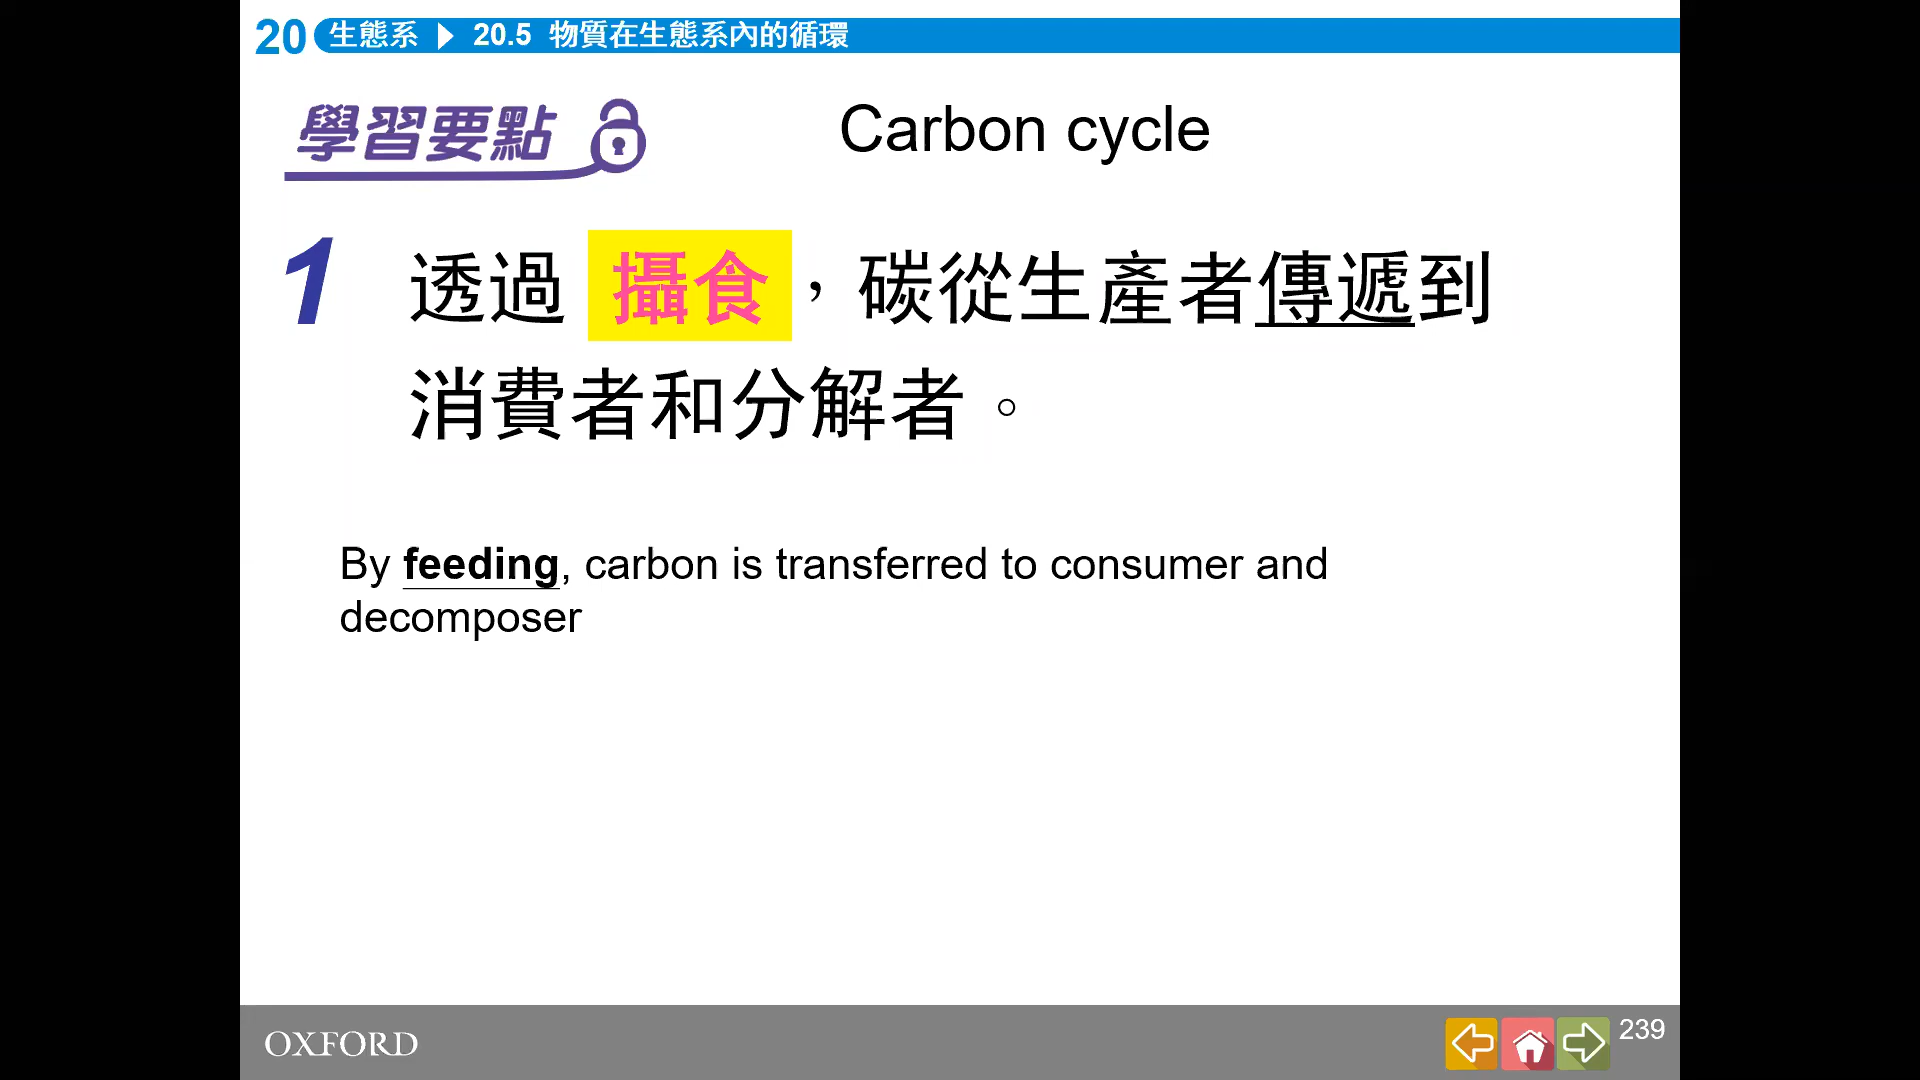 20 生態系 20.5 物質在生態系內的循環
學習要點
Carbon cycle
1 透過 攝食，碳從生產者傳遞到
消費者和分解者。
By feeding, carbon is transferred to consumer and
decomposer
OXFORD
239